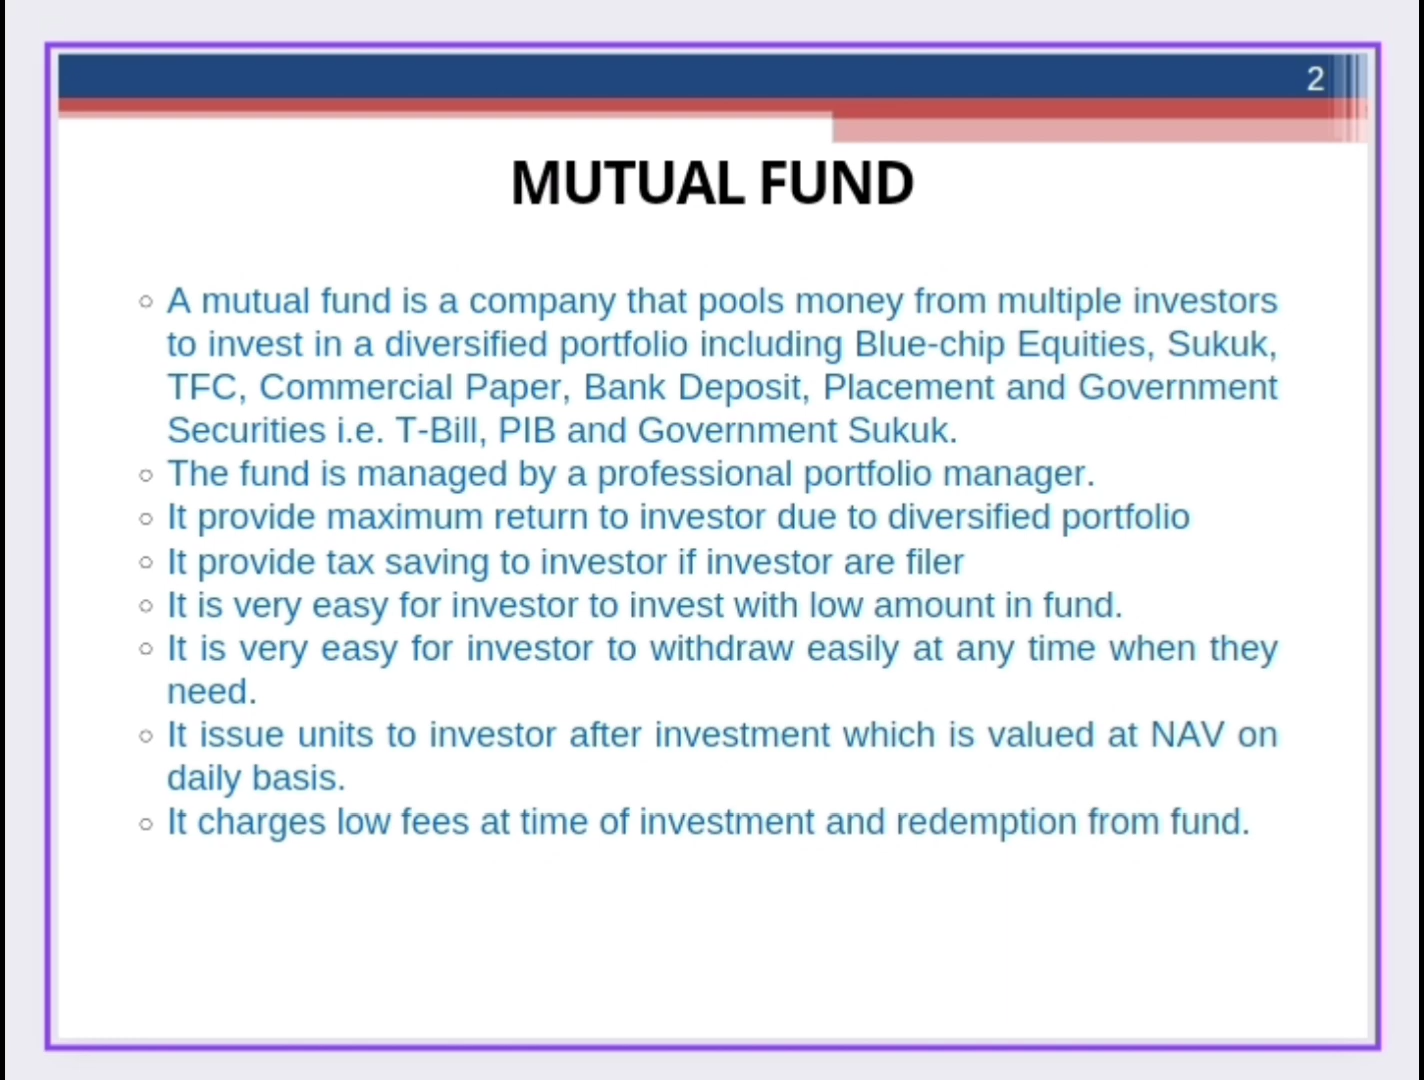 2
MUTUAL FUND
A mutual fund is a company that pools money from multiple investors
to invest in a diversified portfolio including Blue-chip Equities, Sukuk,
TFC, Commercial Paper, Bank Deposit, Placement and Government
Securities i.e. T-Bill, PIB and Government Sukuk.
The fund is managed by a professional portfolio manager.
It provide maximum return to investor due to diversified portfolio
It provide tax saving to investor if investor are filer
It is very easy for investor to invest with low amount in fund.
It is very easy for investor to withdraw easily at any time when they
need.
It issue units to investor after investment which is valued at NAV on
daily basis.
It charges low fees at time of investment and redemption from fund.